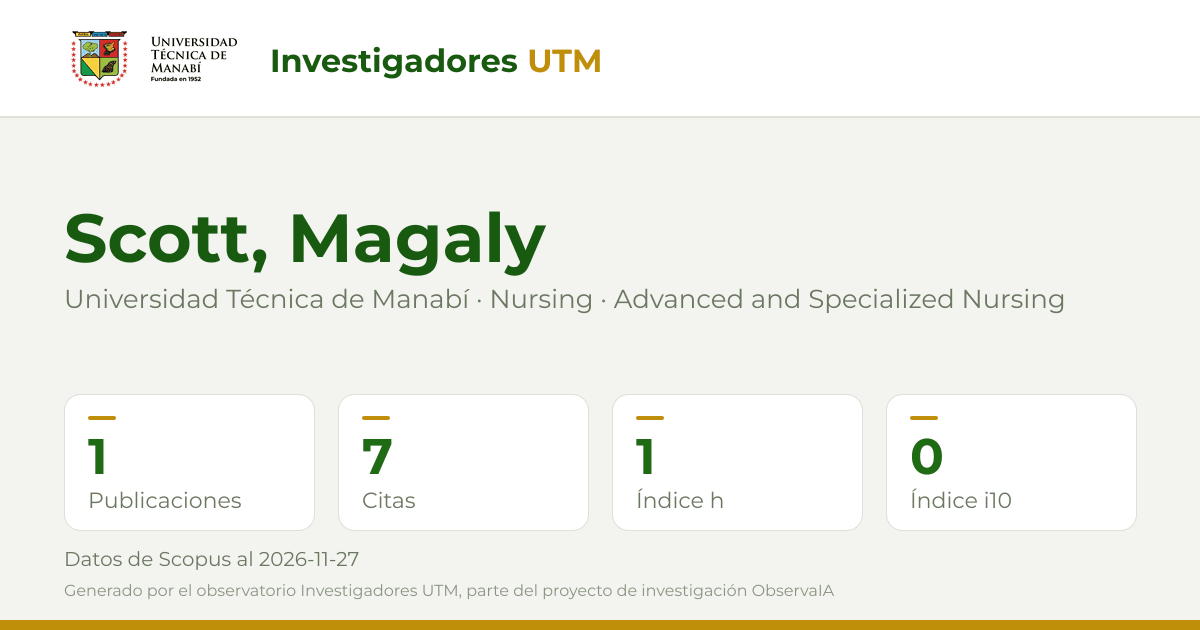 UNIVERSIDAD
TÉCNICA DE
MANABÍ
Fundada en 1952
Investigadores UTM
Scott, Magaly
Universidad Técnica de Manabí · Nursing · Advanced and Specialized Nursing
1
Publicaciones
7
Citas
1
Índice h
0
Índice i10
Datos de Scopus al 2026-11-27
Generado por el observatorio Investigadores UTM, parte del proyecto de investigación ObservaIA